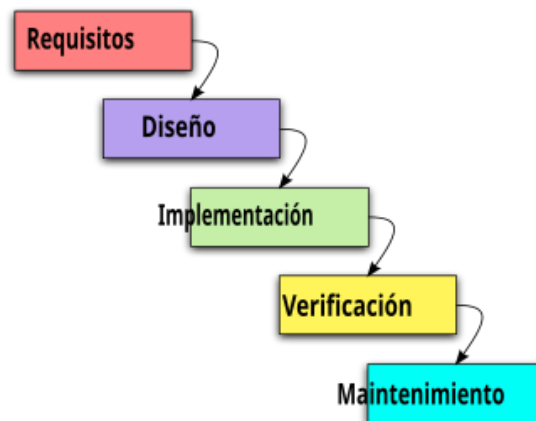 Requisitos
Diseño
Implementación
Verificación
Maintenimiento